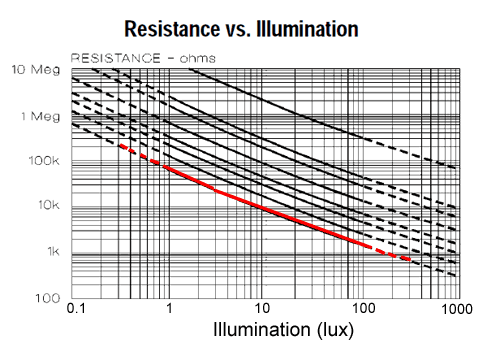 Resistance vs. Illumination
RESISTANCE - ohms
10 Meg
1 Meg
100k
10k
1k
100
0.1 1 10 100 1000
Illumination (lux)